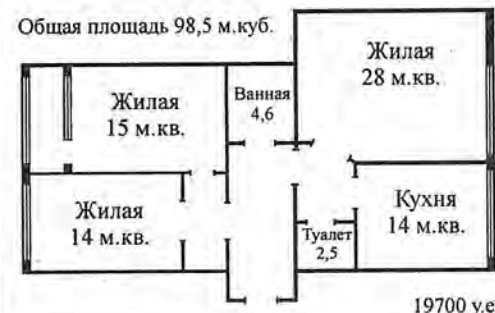 Общая площадь 98,5 м.куб.
Жилая
28 м.кв.
Жилая
15 м.кв.
Ванная
4,6
Жилая
14 м.кв.
Кухня
14 м.кв.
Туалет
2,5
19700 у.е